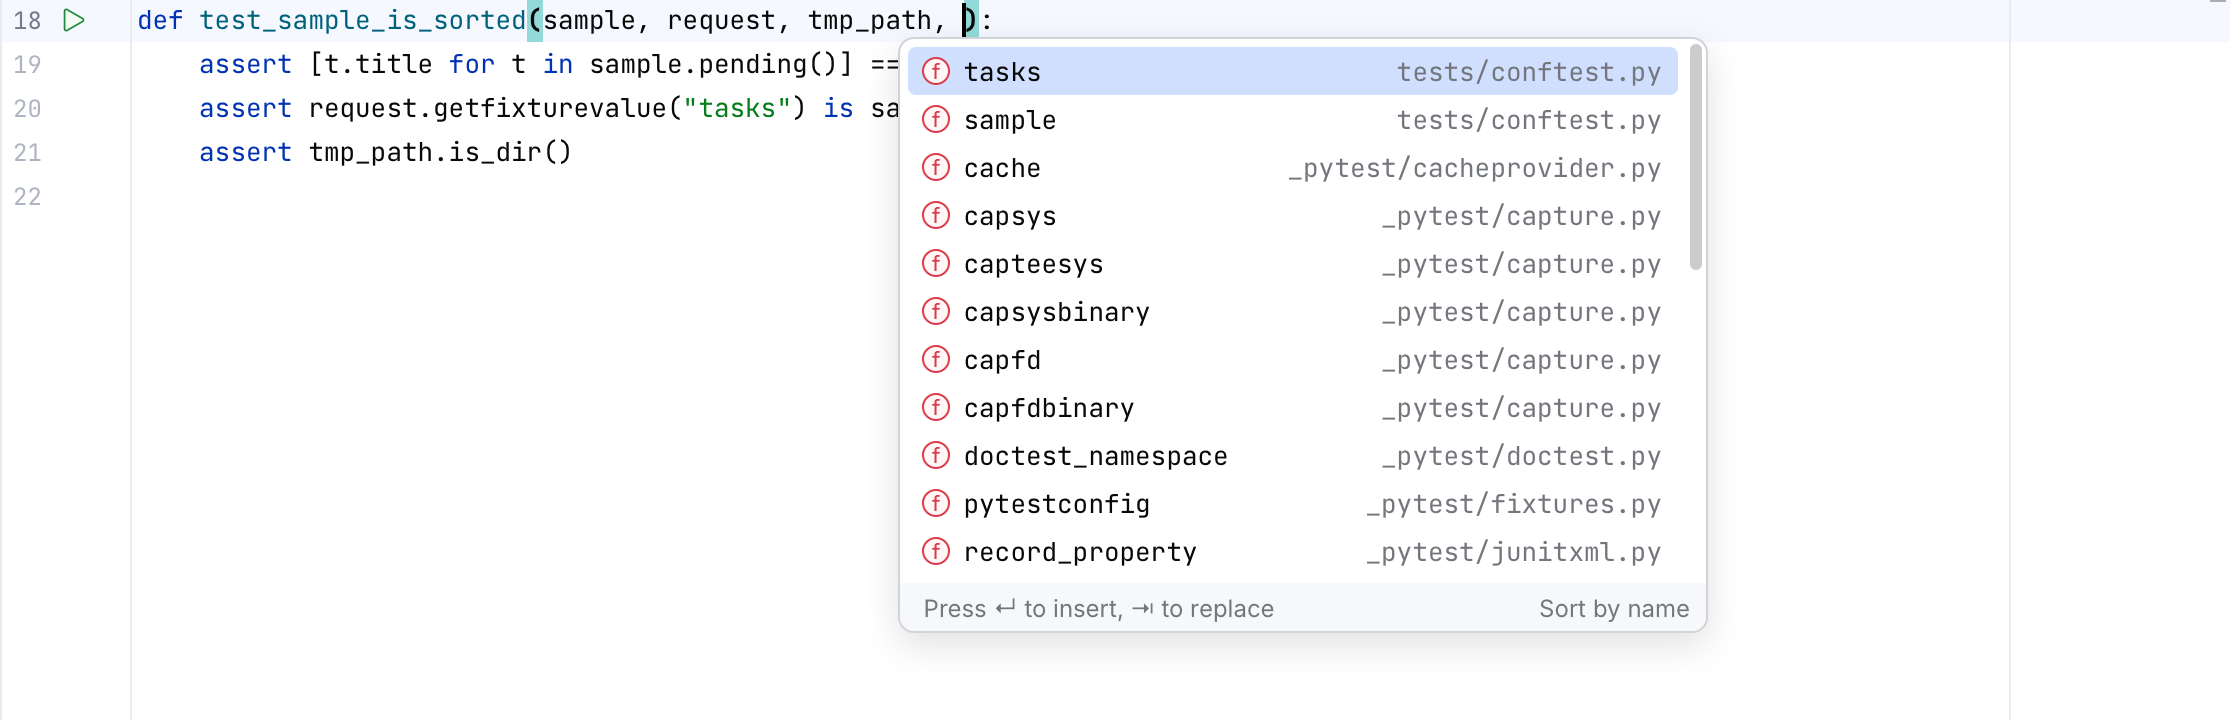 18 def test_sample_is_sorted(sample, request, tmp_path, ):
19 assert [t.title for t in sample.pending()] ==
20 assert request.getfixturevalue("tasks") is sa
21 assert tmp_path.is_dir()
22
tasks tests/conftest.py
sample tests/conftest.py
cache _pytest/cacheprovider.py
capsys _pytest/capture.py
capteesys _pytest/capture.py
capsysbinary _pytest/capture.py
capfd _pytest/capture.py
capfdbinary _pytest/capture.py
doctest_namespace _pytest/doctest.py
pytestconfig _pytest/fixtures.py
record_property _pytest/junitxml.py
Press ↵ to insert, ⇥ to replace Sort by name